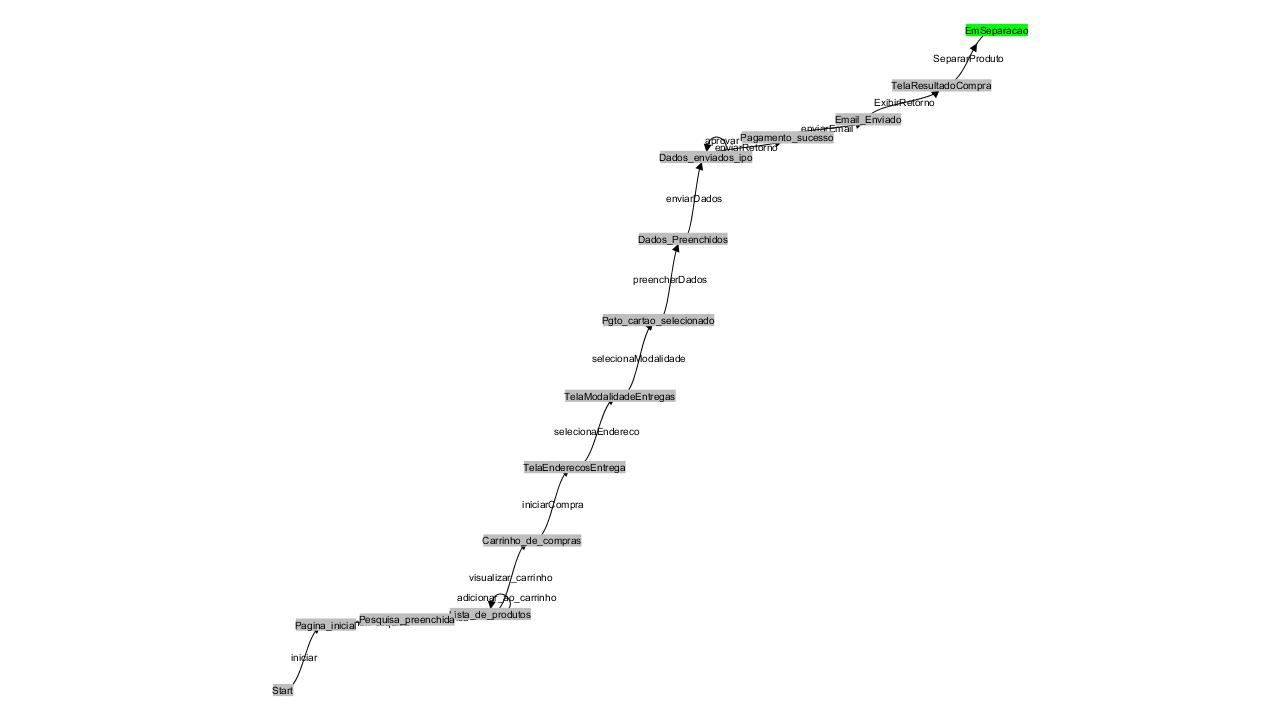 EmSeparacao
SepararProduto
TelaResultadoCompra
ExibirRetorno
Email_Enviado
enviarEmail
Pagamento_sucesso
aprovar
enviarRetorno
Dados_enviados_ipo
enviarDados
Dados_Preenchidos
preencherDados
Pgto_cartao_selecionado
selecionaModalidade
TelaModalidadeEntregas
selecionaEndereco
TelaEnderecosEntrega
iniciarCompra
Carrinho_de_compras
visualizar_carrinho
adicionar_ao_carrinho
Lista_de_produtos
Pesquisa_preenchida
Pagina_inicial
iniciar
Start